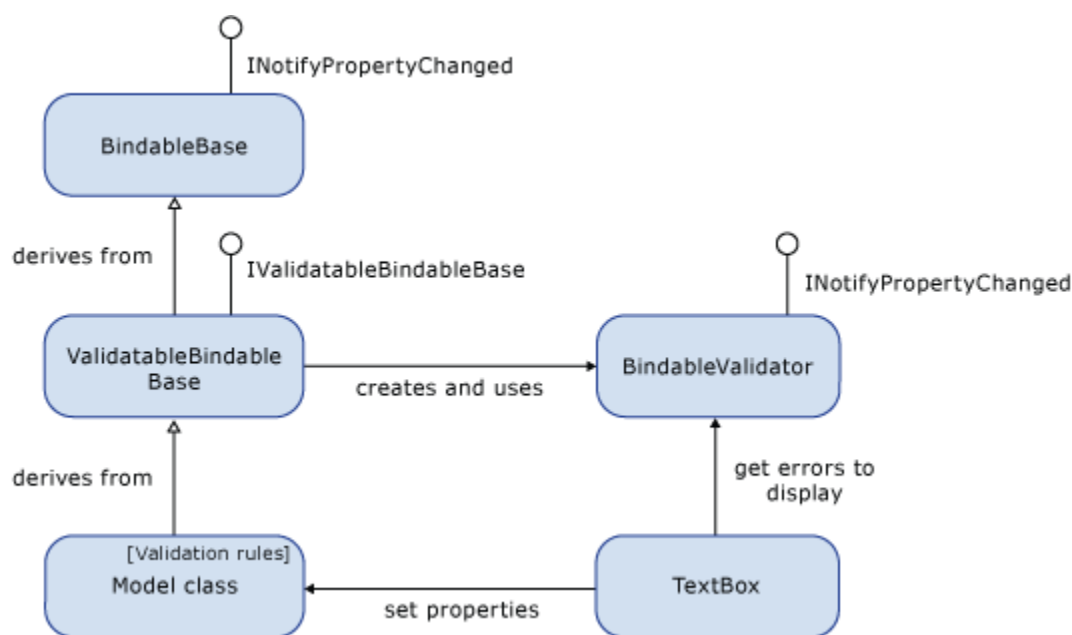 INotifyPropertyChanged
BindableBase
derives from
IValidatableBindableBase
INotifyPropertyChanged
ValidatableBindable
Base
creates and uses
BindableValidator
derives from
get errors to
display
[Validation rules]
Model class
set properties
TextBox